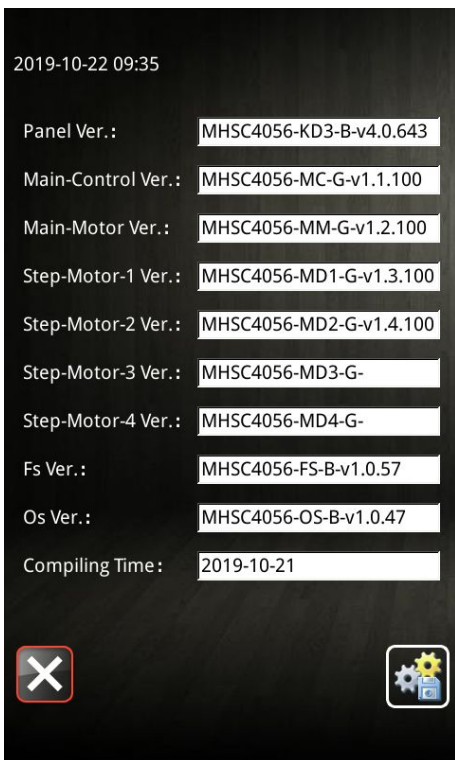 2019-10-22 09:35
Panel Ver.: MHSC4056-KD3-B-v4.0.643
Main-Control Ver.: MHSC4056-MC-G-v1.1.100
Main-Motor Ver.: MHSC4056-MM-G-v1.2.100
Step-Motor-1 Ver.: MHSC4056-MD1-G-v1.3.100
Step-Motor-2 Ver.: MHSC4056-MD2-G-v1.4.100
Step-Motor-3 Ver.: MHSC4056-MD3-G-
Step-Motor-4 Ver.: MHSC4056-MD4-G-
Fs Ver.: MHSC4056-FS-B-v1.0.57
Os Ver.: MHSC4056-OS-B-v1.0.47
Compiling Time: 2019-10-21